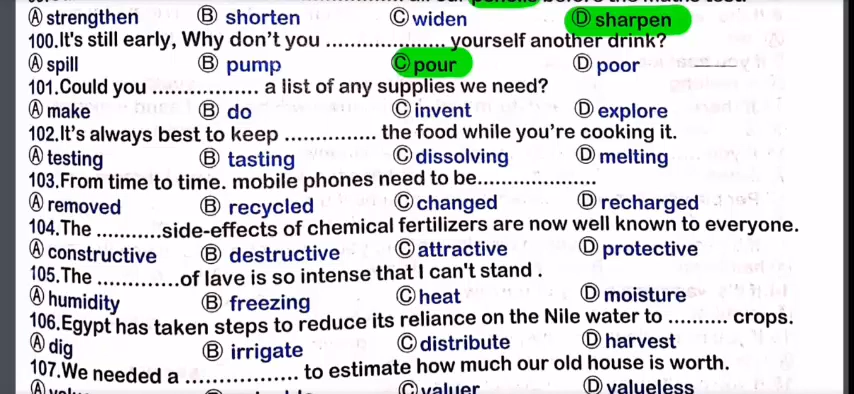 Ⓐ strengthen Ⓑ shorten Ⓒ widen Ⓓ sharpen
100.It's still early, Why don't you .................... yourself another drink?
Ⓐ spill Ⓑ pump Ⓒ pour Ⓓ poor
101.Could you ................ a list of any supplies we need?
Ⓐ make Ⓑ do Ⓒ invent Ⓓ explore
102.It's always best to keep .............. the food while you're cooking it.
Ⓐ testing Ⓑ tasting Ⓒ dissolving Ⓓ melting
103.From time to time. mobile phones need to be.....................
Ⓐ removed Ⓑ recycled Ⓒ changed Ⓓ recharged
104.The ...........side-effects of chemical fertilizers are now well known to everyone.
Ⓐ constructive Ⓑ destructive Ⓒ attractive Ⓓ protective
105.The .............of lave is so intense that I can't stand .
Ⓐ humidity Ⓑ freezing Ⓒ heat Ⓓ moisture
106.Egypt has taken steps to reduce its reliance on the Nile water to ......... crops.
Ⓐ dig Ⓑ irrigate Ⓒ distribute Ⓓ harvest
107.We needed a ................. to estimate how much our old house is worth.
Ⓒ valuer Ⓓ valueless